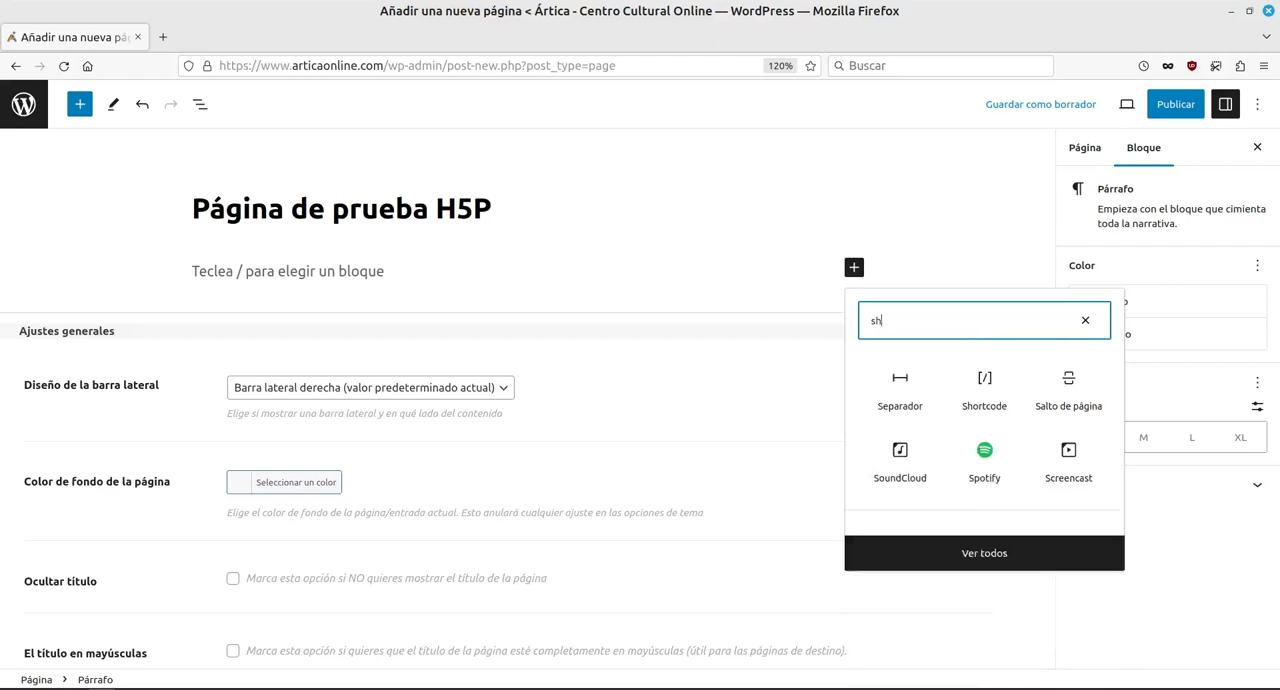 Añadir una nueva página < Ártica - Centro Cultural Online — WordPress — Mozilla Firefox
Añadir una nueva pág
https://www.articaonline.com/wp-admin/post-new.php?post_type=page
120%
Buscar
Guardar como borrador
Publicar
Página
Bloque
Párrafo
Empieza con el bloque que cimienta
toda la narrativa.
Página de prueba H5P
Teclea / para elegir un bloque
Color
sh
Ajustes generales
Diseño de la barra lateral
Barra lateral derecha (valor predeterminado actual)
Elige si mostrar una barra lateral y en qué lado del contenido
Separador
Shortcode
Salto de página
SoundCloud
Spotify
Screencast
M
L
XL
Color de fondo de la página
Seleccionar un color
Elige el color de fondo de la página/entrada actual. Esto anulará cualquier ajuste en las opciones de tema
Ver todos
Ocultar título
Marca esta opción si NO quieres mostrar el título de la página
El título en mayúsculas
Marca esta opción si quieres que el título de la página esté completamente en mayúsculas (útil para las páginas de destino).
Página
Párrafo